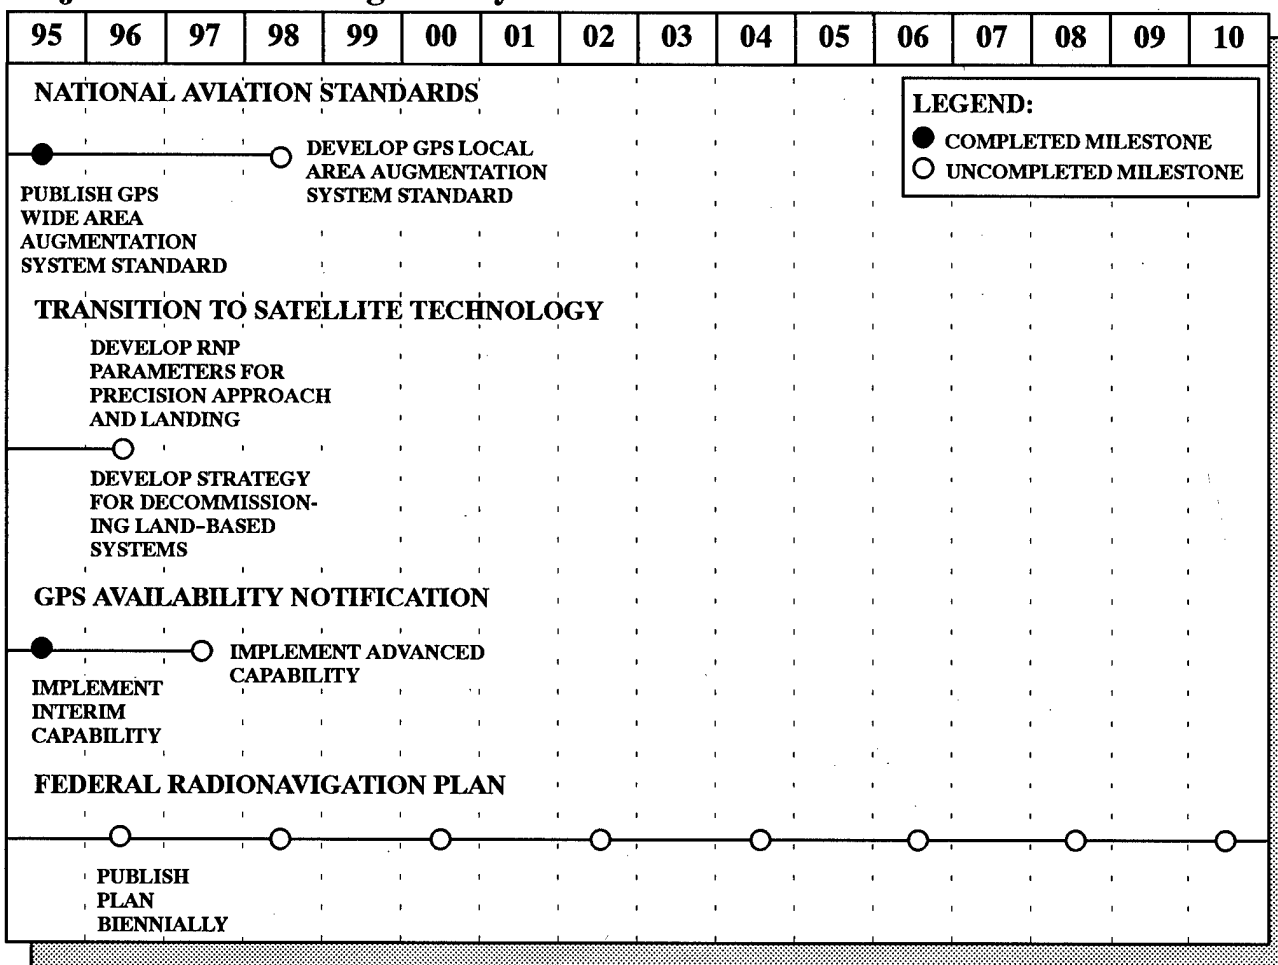 95 96 97 98 99 00 01 02 03 04 05 06 07 08 09 10
NATIONAL AVIATION STANDARDS
LEGEND:
COMPLETED MILESTONE
UNCOMPLETED MILESTONE
DEVELOP GPS LOCAL
AREA AUGMENTATION
SYSTEM STANDARD
PUBLISH GPS
WIDE AREA
AUGMENTATION
SYSTEM STANDARD
TRANSITION TO SATELLITE TECHNOLOGY
DEVELOP RNP
PARAMETERS FOR
PRECISION APPROACH
AND LANDING
DEVELOP STRATEGY
FOR DECOMMISSION-
ING LAND-BASED
SYSTEMS
GPS AVAILABILITY NOTIFICATION
IMPLEMENT ADVANCED
CAPABILITY
IMPLEMENT
INTERIM
CAPABILITY
FEDERAL RADIONAVIGATION PLAN
PUBLISH
PLAN
BIENNIALLY